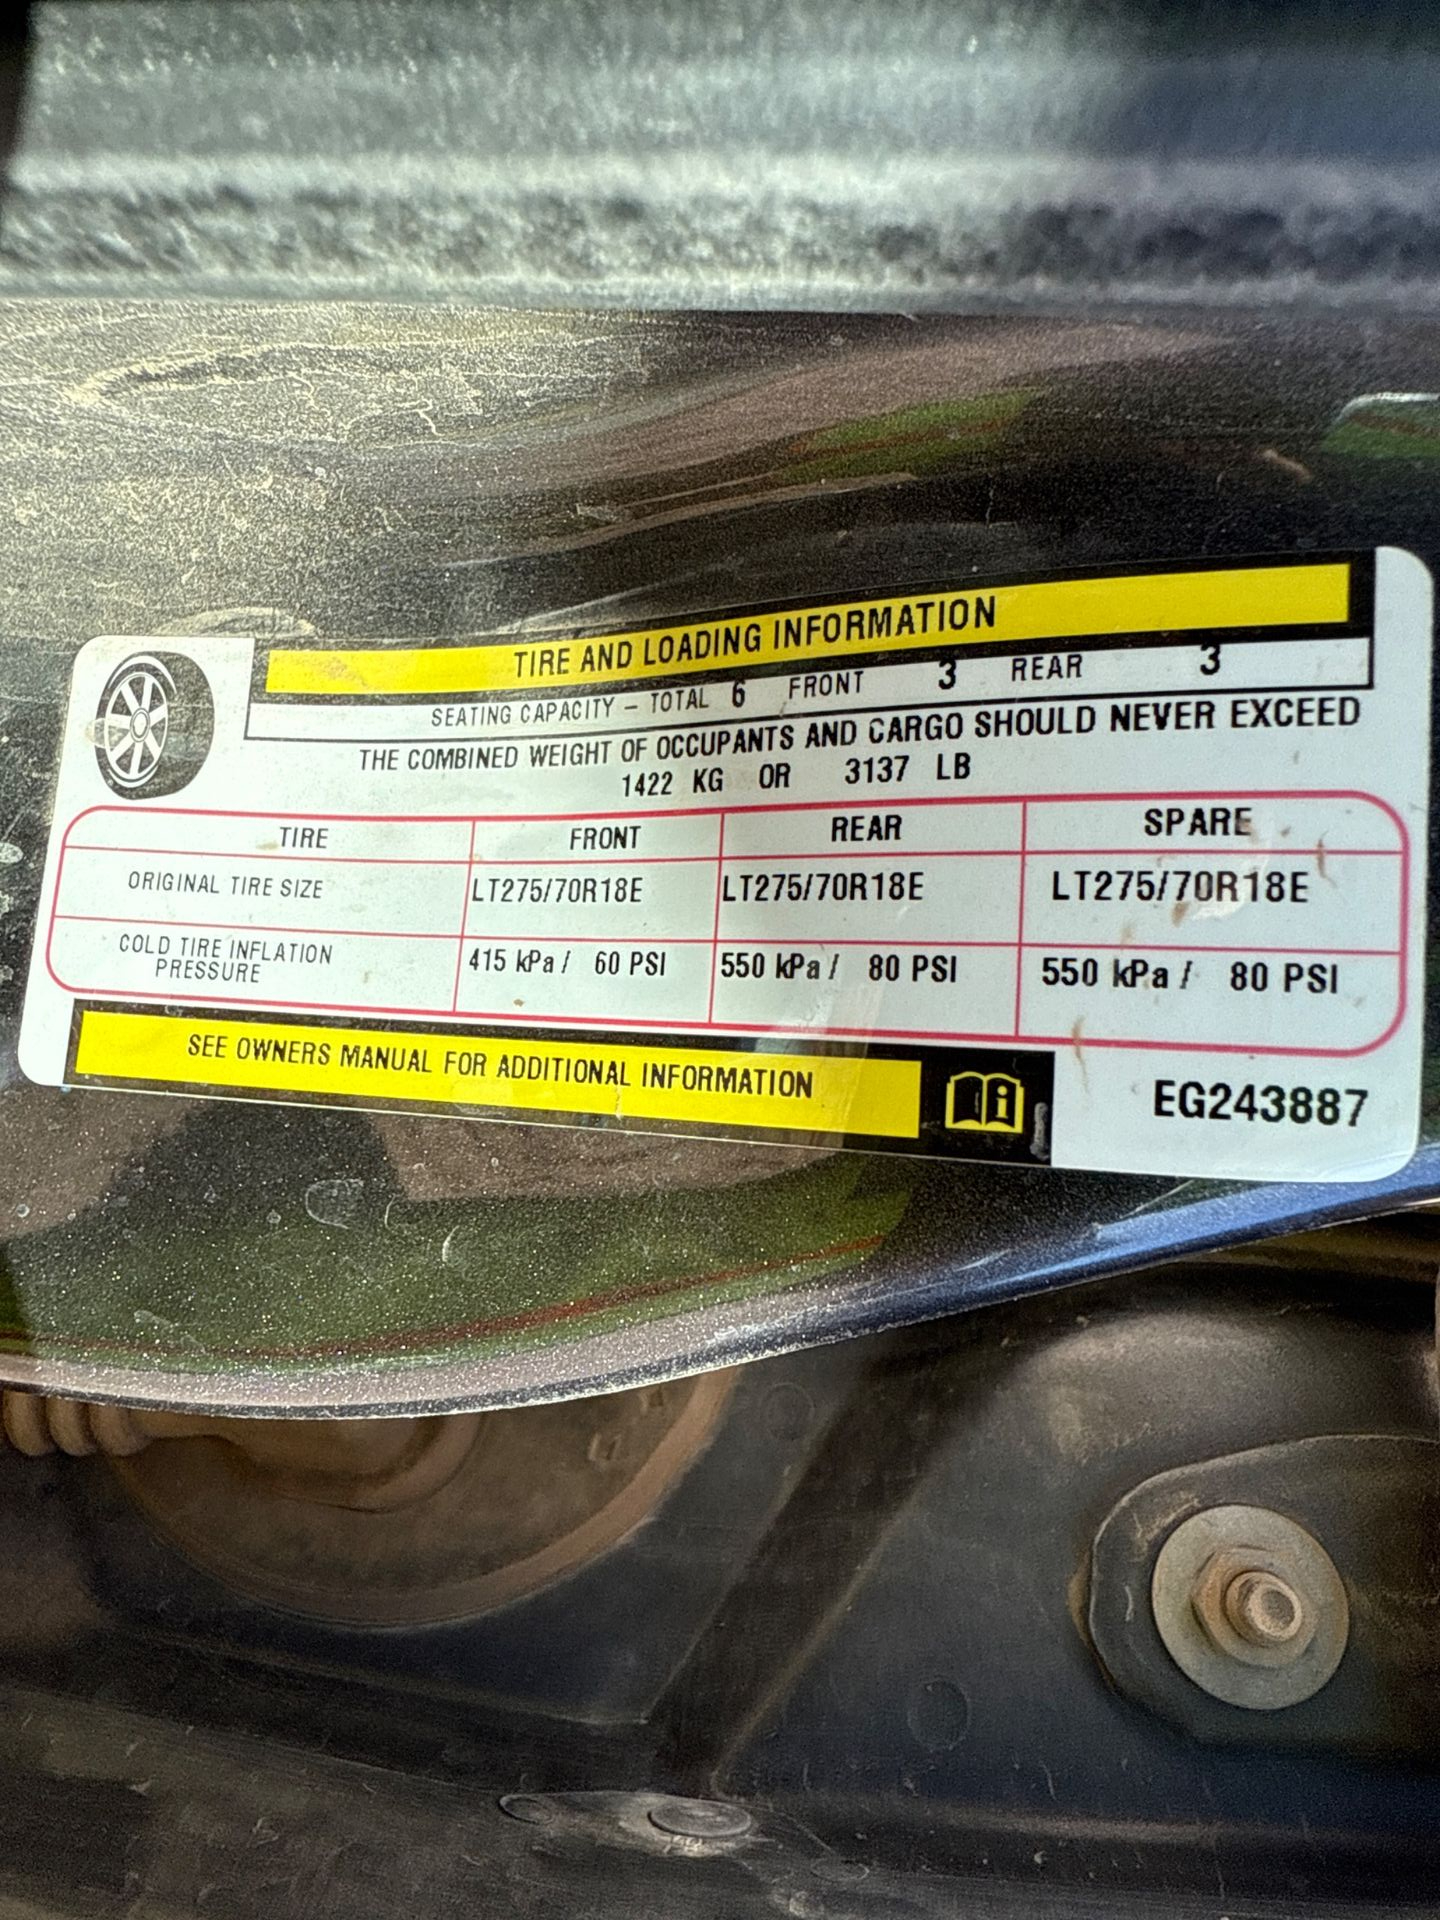 TIRE AND LOADING INFORMATION
SEATING CAPACITY – TOTAL 6 FRONT 3 REAR 3
THE COMBINED WEIGHT OF OCCUPANTS AND CARGO SHOULD NEVER EXCEED
1422 KG OR 3137 LB
TIRE FRONT REAR SPARE
ORIGINAL TIRE SIZE LT275/70R18E LT275/70R18E LT275/70R18E
COLD TIRE INFLATION
PRESSURE 415 kPa / 60 PSI 550 kPa / 80 PSI 550 kPa / 80 PSI
SEE OWNERS MANUAL FOR ADDITIONAL INFORMATION
EG243887